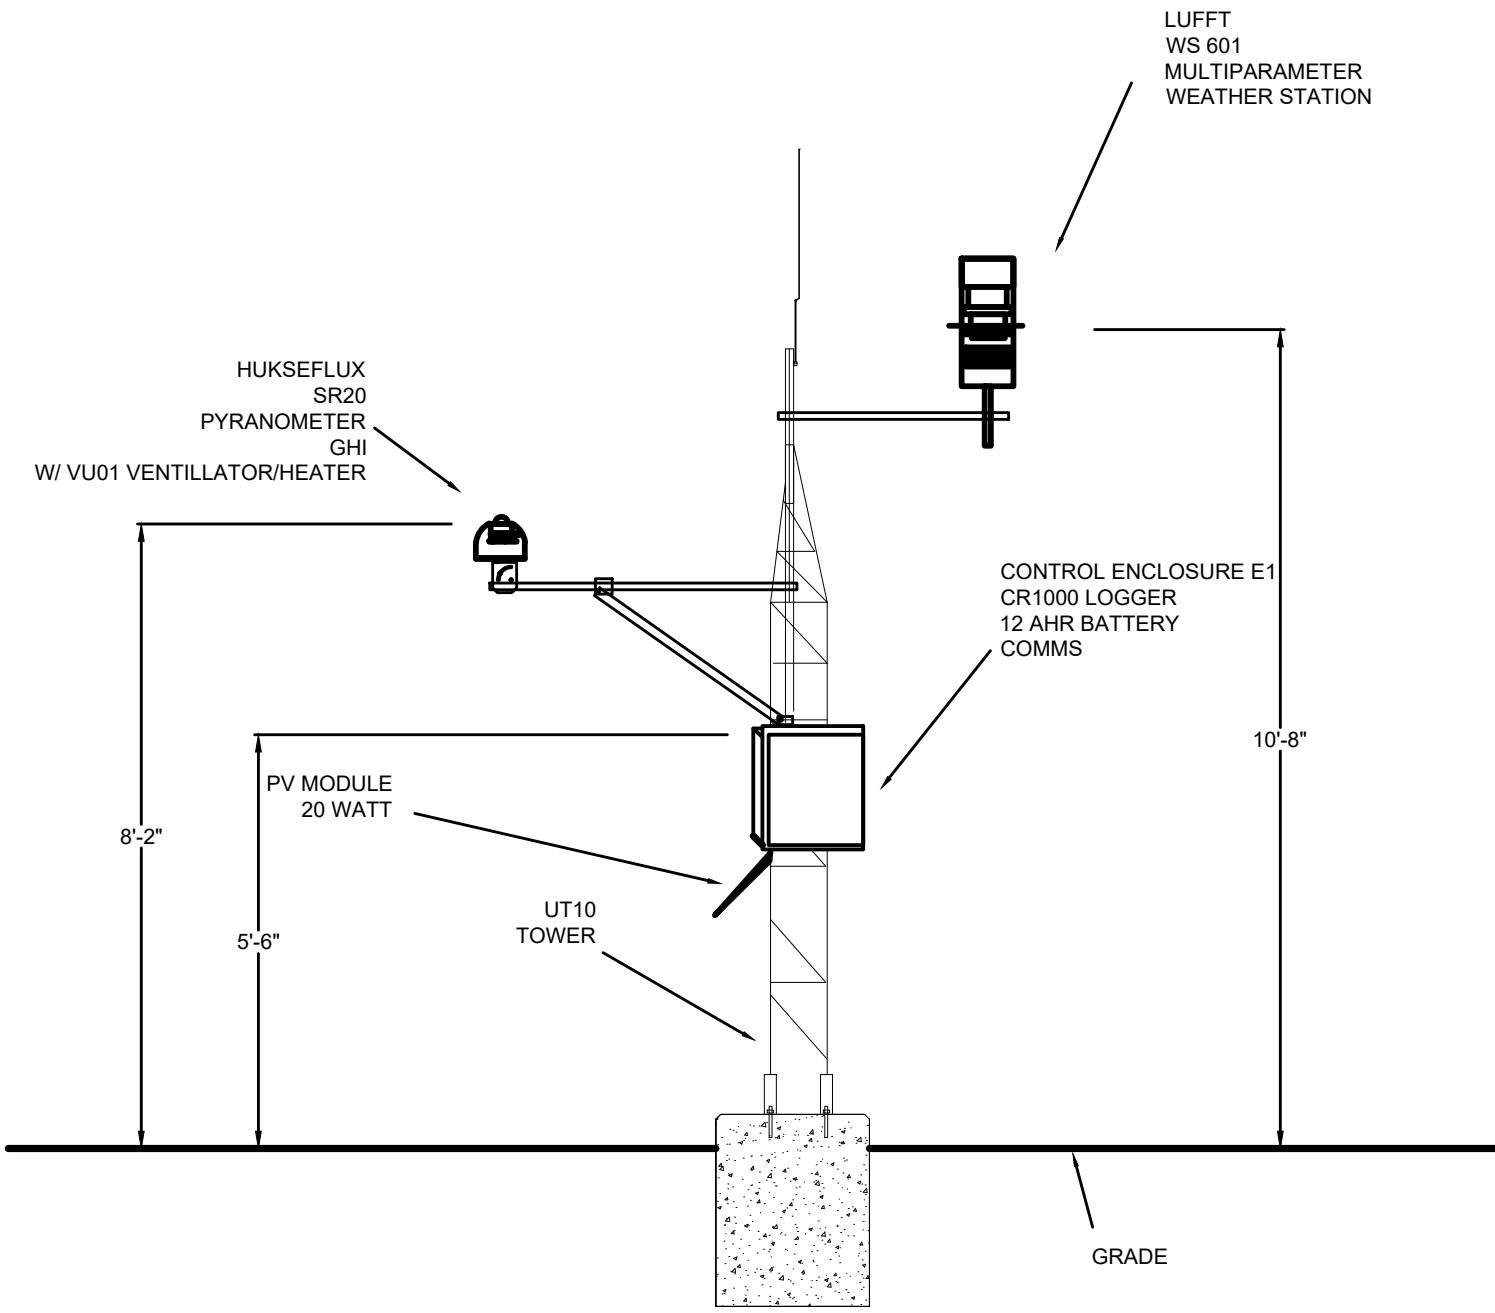 LUFFT
WS 601
MULTIPARAMETER
WEATHER STATION
HUKSEFLUX
SR20
PYRANOMETER
GHI
W/ VU01 VENTILLATOR/HEATER
CONTROL ENCLOSURE E1
CR1000 LOGGER
12 AHR BATTERY
COMMS
10'-8"
PV MODULE
20 WATT
8'-2"
5'-6"
UT10
TOWER
GRADE